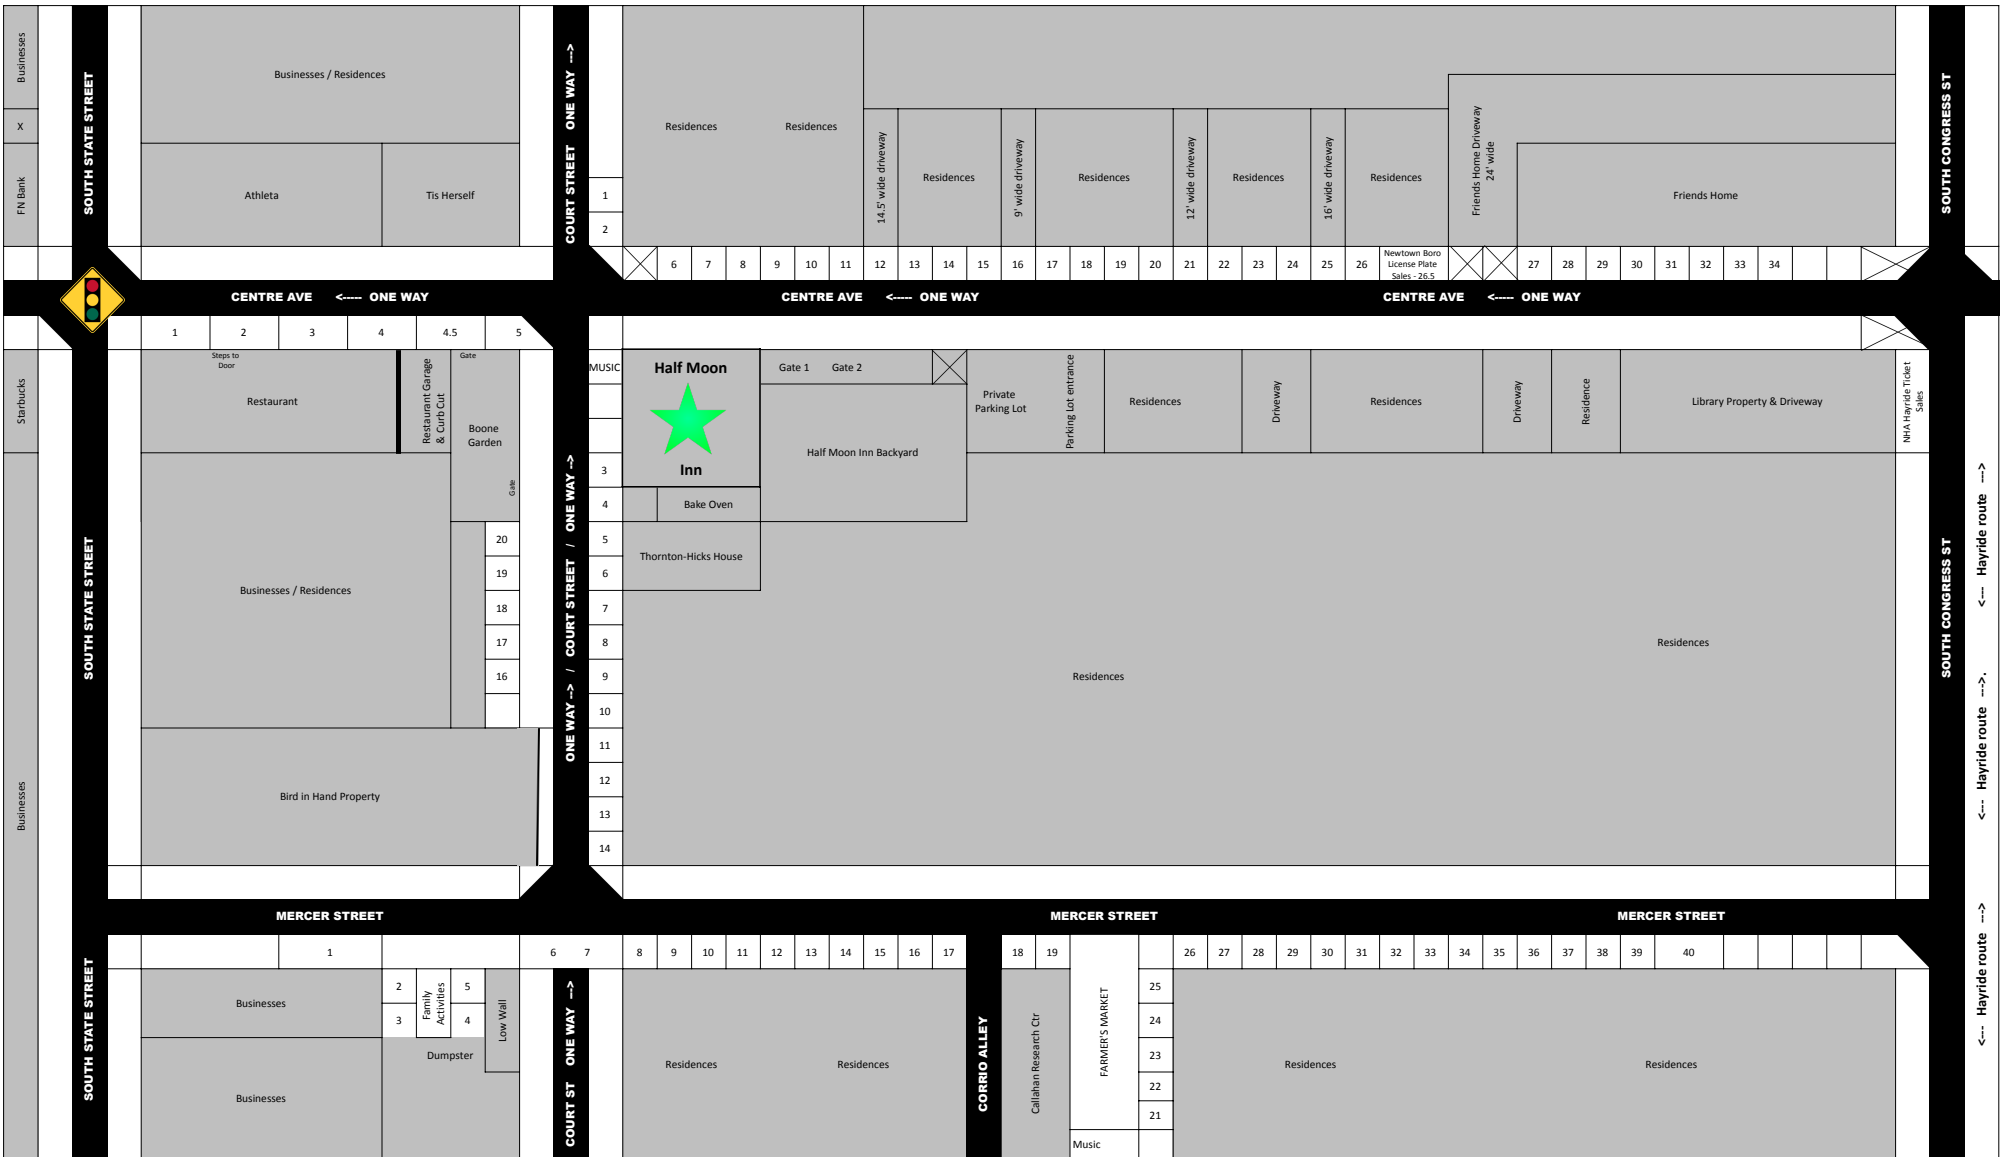 Businesses
X
FN Bank
SOUTH STATE STREET
Businesses / Residences
Athleta
Tis Herself
COURT STREET ONE WAY --->
1
2
Residences
Residences
14.5' wide driveway
Residences
9' wide driveway
Residences
12' wide driveway
Residences
16' wide driveway
Residences
Friends Home Driveway
24' wide
Friends Home
SOUTH CONGRESS ST
6
7
8
9
10
11
12
13
14
15
16
17
18
19
20
21
22
23
24
25
26
Newtown Boro
License Plate
Sales - 26.5
27
28
29
30
31
32
33
34
CENTRE AVE <----- ONE WAY
CENTRE AVE <----- ONE WAY
CENTRE AVE <----- ONE WAY
1
2
3
4
4.5
5
Starbucks
Steps to
Door
Restaurant
Restaurant Garage
& Curb Cut
Gate
Boone
Garden
Gate
MUSIC
Half Moon
Inn
Gate 1
Gate 2
Half Moon Inn Backyard
Private
Parking Lot
Parking Lot entrance
Residences
Driveway
Residences
Driveway
Residence
Library Property & Driveway
NHA Hayride Ticket
Sales
3
4
Bake Oven
5
6
Thornton-Hicks House
7
8
9
10
11
12
13
14
20
19
18
17
16
SOUTH STATE STREET
Businesses / Residences
Businesses
Bird in Hand Property
ONE WAY --> / COURT STREET / ONE WAY -->
Residences
Residences
SOUTH CONGRESS ST
<--- Hayride route --->
<--- Hayride route --->.
<--- Hayride route --->
MERCER STREET
MERCER STREET
MERCER STREET
1
6
7
8
9
10
11
12
13
14
15
16
17
18
19
26
27
28
29
30
31
32
33
34
35
36
37
38
39
40
SOUTH STATE STREET
Businesses
2
3
Family
Activities
5
4
Low Wall
Dumpster
Businesses
COURT ST ONE WAY --->
Residences
Residences
CORRIO ALLEY
Callahan Research Ctr
FARMER'S MARKET
25
24
23
22
21
Music
Residences
Residences